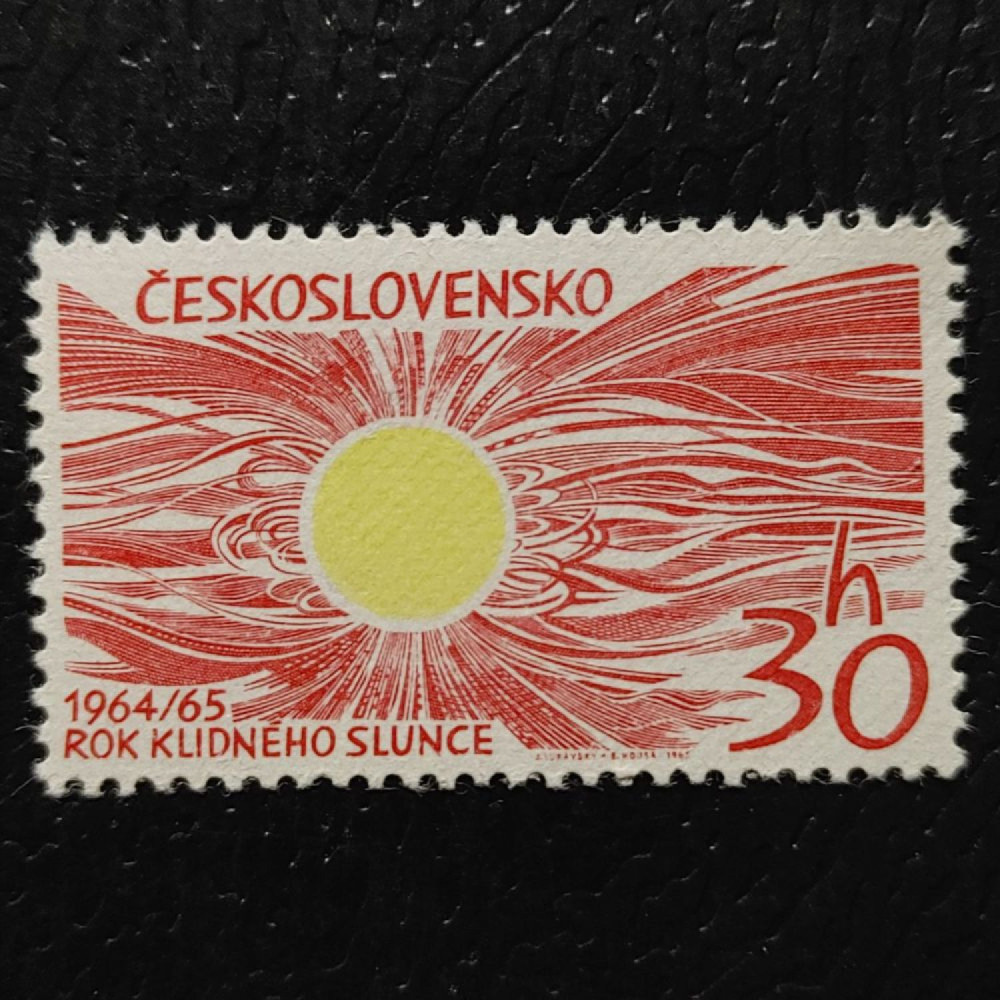 ČESKOSLOVENSKO
h
30
1964/65
ROK KLIDNÉHO SLUNCE